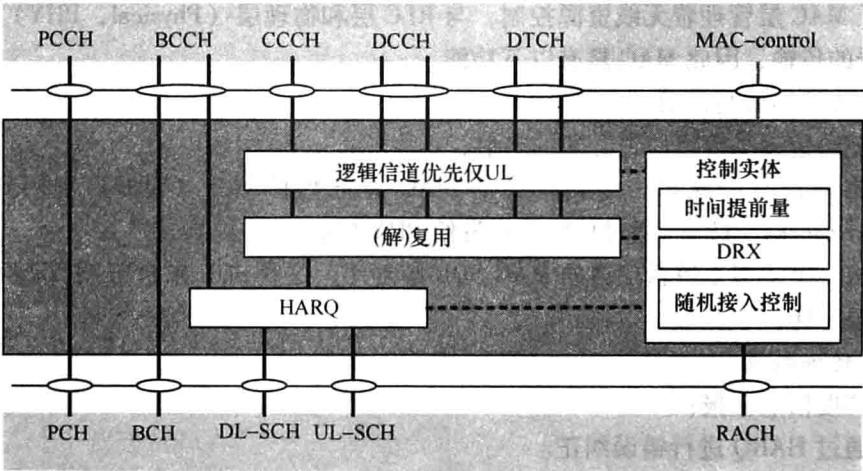 PCCH BCCH CCCH DCCH DTCH MAC-control
逻辑信道优先仅UL
控制实体
时间提前量
(解)复用
DRX
HARQ
随机接入控制
PCH BCH DL-SCH UL-SCH RACH